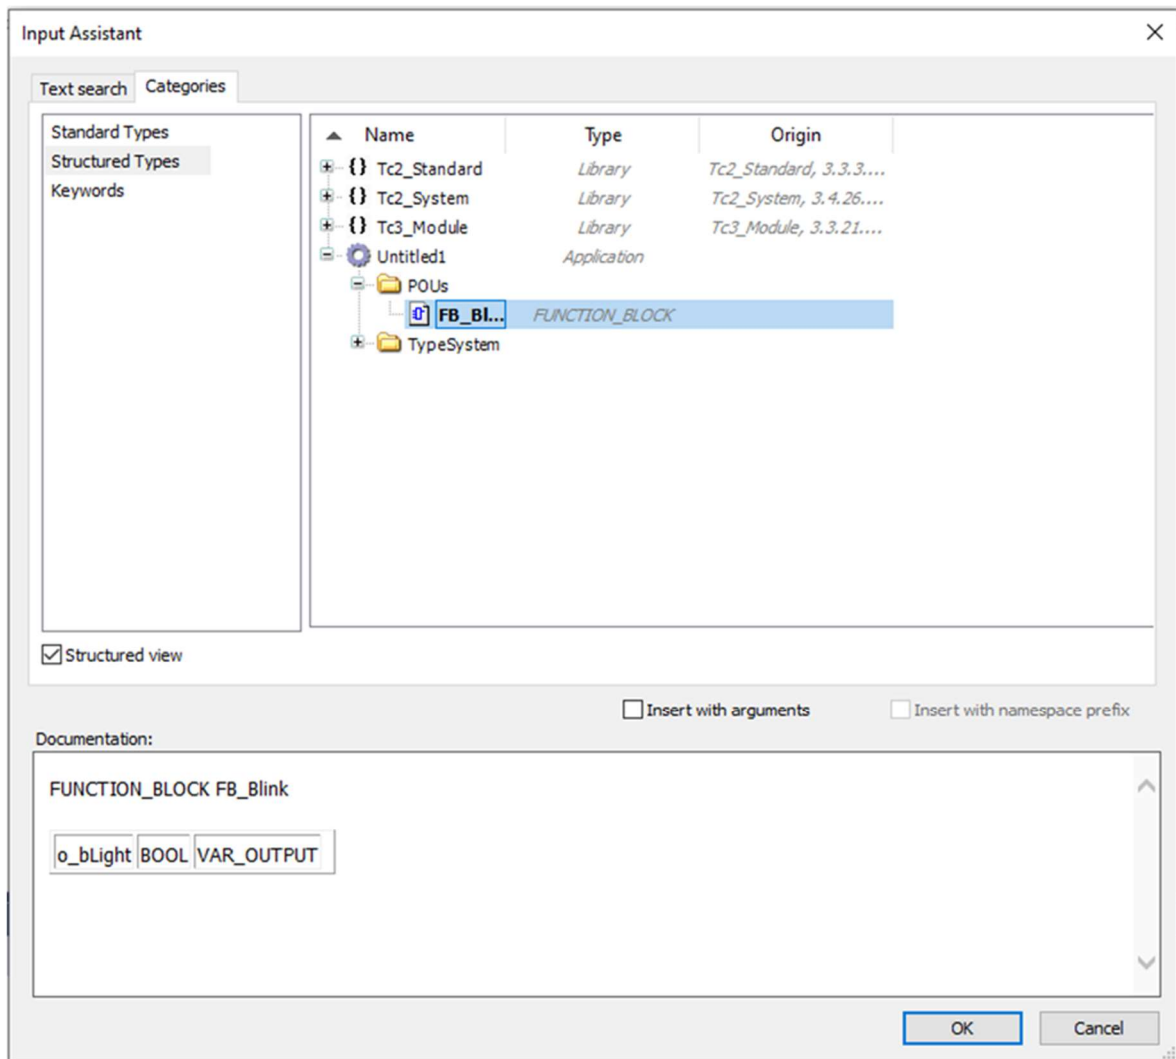 Input Assistant
Text search Categories
Standard Types
Structured Types
Keywords
Name Type Origin
{} Tc2_Standard Library Tc2_Standard, 3.3.3....
{} Tc2_System Library Tc2_System, 3.4.26....
{} Tc3_Module Library Tc3_Module, 3.3.21....
Untitled1 Application
POUs
FB_Bl... FUNCTION_BLOCK
TypeSystem
Structured view
Insert with arguments Insert with namespace prefix
Documentation:
FUNCTION_BLOCK FB_Blink
o_bLight BOOL VAR_OUTPUT
OK Cancel